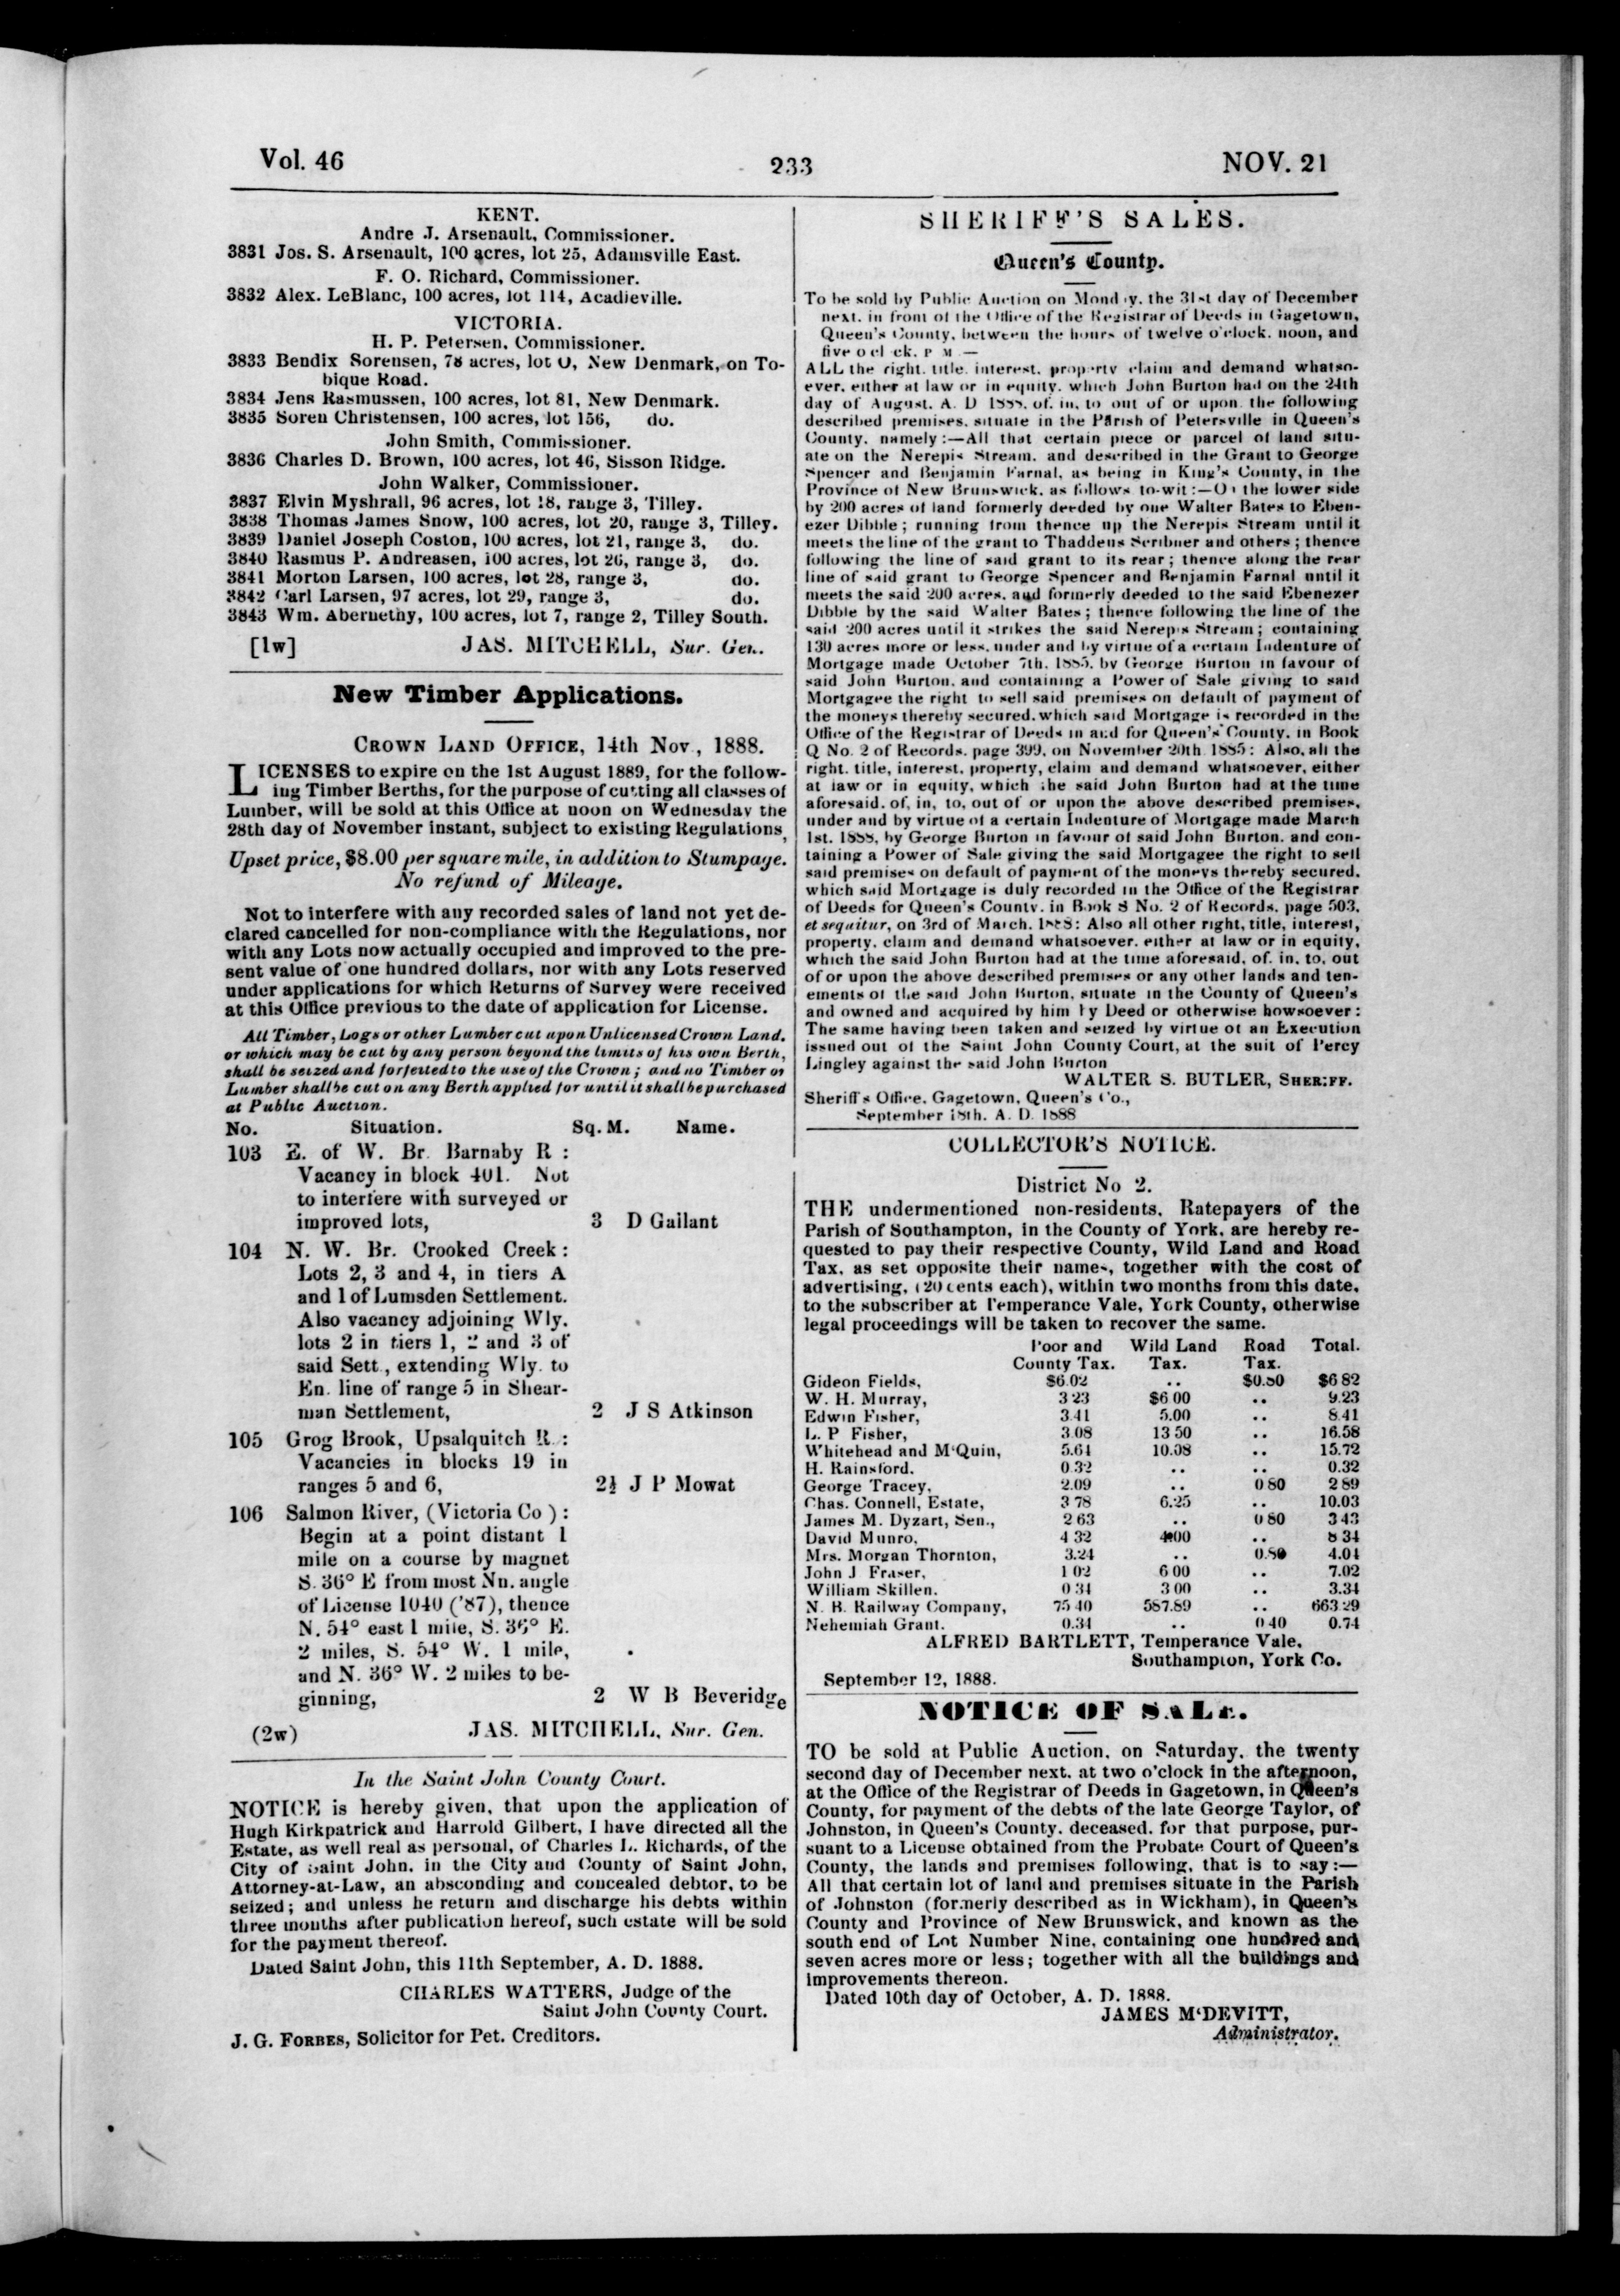 Vol. 46
233
NOV. 21
KENT.
Andre J. Arsenault, Commissioner.
3831 Jos. S. Arsenault, 100 acres, lot 25, Adamsville East.
F. O. Richard, Commissioner.
3832 Alex. LeBlanc, 100 acres, lot 114, Acadieville.
VICTORIA.
H. P. Petersen, Commissioner.
3833 Bendix Sorensen, 78 acres, lot O, New Denmark, on To-
bique Road.
3834 Jens Rasmussen, 100 acres, lot 81, New Denmark.
3835 Soren Christensen, 100 acres, lot 156, do.
John Smith, Commissioner.
3836 Charles D. Brown, 100 acres, lot 46, Sisson Ridge.
John Walker, Commissioner.
3837 Elvin Myshrall, 96 acres, lot 18, range 3, Tilley.
3838 Thomas James Snow, 100 acres, lot 20, range 3, Tilley.
3839 Daniel Joseph Coston, 100 acres, lot 21, range 3, do.
3840 Rasmus P. Andreasen, 100 acres, lot 26, range 3, do.
3841 Morton Larsen, 100 acres, lot 28, range 3, do.
3842 Carl Larsen, 97 acres, lot 29, range 3, do.
3843 Wm. Abernethy, 100 acres, lot 7, range 2, Tilley South.
[1w] JAS. MITCHELL, Sur. Gen.
New Timber Applications.
CROWN LAND OFFICE, 14th Nov., 1888.
LICENSES to expire on the 1st August 1889, for the follow-
ing Timber Berths, for the purpose of cutting all classes of
Lumber, will be sold at this Office at noon on Wednesday the
28th day of November instant, subject to existing Regulations,
Upset price, $8.00 per square mile, in addition to Stumpage.
No refund of Mileage.
Not to interfere with any recorded sales of land not yet de-
clared cancelled for non-compliance with the Regulations, nor
with any Lots now actually occupied and improved to the pre-
sent value of one hundred dollars, nor with any Lots reserved
under applications for which Returns of Survey were received
at this Office previous to the date of application for License.
All Timber, Logs or other Lumber cut upon Unlicensed Crown Land,
or which may be cut by any person beyond the limits of his own Berth,
shall be seized and forfeited to the use of the Crown; and no Timber or
Lumber shall be cut on any Berth applied for until it shall be purchased
at Public Auction.
No. Situation. Sq. M. Name.
103 E. of W. Br. Barnaby R :
Vacancy in block 401. Not
to interfere with surveyed or
improved lots, 3 D Gailant
104 N. W. Br. Crooked Creek:
Lots 2, 3 and 4, in tiers A
and 1 of Lumsden Settlement.
Also vacancy adjoining Wly.
lots 2 in tiers 1, 2 and 3 of
said Sett., extending Wly. to
En. line of range 5 in Shear-
man Settlement, 2 J S Atkinson
105 Grog Brook, Upsalquitch R.:
Vacancies in blocks 19 in
ranges 5 and 6, 2½ J P Mowat
106 Salmon River, (Victoria Co ):
Begin at a point distant 1
mile on a course by magnet
S. 36° E from most Nn. angle
of License 1040 ('87), thence
N. 54° east 1 mile, S. 36° E.
2 miles, S. 54° W. 1 mile,
and N. 36° W. 2 miles to be-
ginning, 2 W B Beveridge
(2w) JAS. MITCHELL, Sur. Gen.
In the Saint John County Court.
NOTICE is hereby given, that upon the application of
Hugh Kirkpatrick and Harrold Gilbert, I have directed all the
Estate, as well real as personal, of Charles L. Richards, of the
City of Saint John, in the City and County of Saint John,
Attorney-at-Law, an absconding and concealed debtor, to be
seized; and unless he return and discharge his debts within
three months after publication hereof, such estate will be sold
for the payment thereof.
Dated Saint John, this 11th September, A. D. 1888.
CHARLES WATTERS, Judge of the
Saint John County Court.
J. G. FORBES, Solicitor for Pet. Creditors.
SHERIFF'S SALES.
Queen's County.
To be sold by Public Auction on Monday, the 31st day of December
next, in front of the Office of the Registrar of Deeds in Gagetown,
Queen's County, between the hours of twelve o'clock, noon, and
five o'clock, P M —
ALL the right, title, interest, property claim and demand whatso-
ever, either at law or in equity, which John Burton had on the 24th
day of August, A. D 1888, of, in, to out of or upon the following
described premises, situate in the Parish of Petersville in Queen's
County, namely:—All that certain piece or parcel of land situ-
ate on the Nerepis Stream, and described in the Grant to George
Spencer and Benjamin Farnal, as being in King's County, in the
Province of New Brunswick, as follows to-wit:—On the lower side
by 200 acres of land formerly deeded by one Walter Bates to Eben-
ezer Dibble; running from thence up the Nerepis Stream until it
meets the line of the grant to Thaddeus Scribner and others; thence
following the line of said grant to its rear; thence along the rear
line of said grant to George Spencer and Benjamin Farnal until it
meets the said 200 acres, and formerly deeded to the said Ebenezer
Dibble by the said Walter Bates; thence following the line of the
said 200 acres until it strikes the said Nerepis Stream; containing
130 acres more or less, under and by virtue of a certain Indenture of
Mortgage made October 7th, 1885, by George Burton in favour of
said John Burton, and containing a Power of Sale giving to said
Mortgagee the right to sell said premises on default of payment of
the moneys thereby secured, which said Mortgage is recorded in the
Office of the Registrar of Deeds in and for Queen's County, in Book
Q No. 2 of Records, page 399, on November 20th 1885: Also, all the
right, title, interest, property, claim and demand whatsoever, either
at law or in equity, which the said John Burton had at the time
aforesaid, of, in, to, out of or upon the above described premises,
under and by virtue of a certain Indenture of Mortgage made March
1st, 1888, by George Burton in favour of said John Burton, and con-
taining a Power of Sale giving the said Mortgagee the right to sell
said premises on default of payment of the moneys thereby secured,
which said Mortgage is duly recorded in the Office of the Registrar
of Deeds for Queen's County, in Book S No. 2 of Records, page 503,
et sequitur, on 3rd of March, 1888: Also all other right, title, interest,
property, claim and demand whatsoever, either at law or in equity,
which the said John Burton had at the time aforesaid, of, in, to, out
of or upon the above described premises or any other lands and ten-
ements of the said John Burton, situate in the County of Queen's
and owned and acquired by him by Deed or otherwise howsoever:
The same having been taken and seized by virtue of an Execution
issued out of the Saint John County Court, at the suit of Percy
Lingley against the said John Burton
WALTER S. BUTLER, SHERIFF.
Sheriff's Office, Gagetown, Queen's Co.,
September 18th, A. D. 1888
COLLECTOR'S NOTICE.
District No 2.
THE undermentioned non-residents, Ratepayers of the
Parish of Southampton, in the County of York, are hereby re-
quested to pay their respective County, Wild Land and Road
Tax, as set opposite their names, together with the cost of
advertising, (20 cents each), within two months from this date,
to the subscriber at Temperance Vale, York County, otherwise
legal proceedings will be taken to recover the same.
Poor and Wild Land Road Total.
County Tax. Tax. Tax.
Gideon Fields, $6.02 .. $0.80 $6 82
W. H. Murray, 3 23 $6 00 .. 9.23
Edwin Fisher, 3.41 5.00 .. 8.41
L. P Fisher, 3.08 13 50 .. 16.58
Whitehead and M'Quin, 5.64 10.08 .. 15.72
H. Rainsford, 0.32 .. .. 0.32
George Tracey, 2.09 .. 0 80 2 89
Chas. Connell, Estate, 3 78 6.25 .. 10.03
James M. Dyzart, Sen., 2 63 .. 0 80 3 43
David Munro, 4 32 4.00 .. 8 34
Mrs. Morgan Thornton, 3.24 .. 0.80 4.04
John J Fraser, 1 02 6 00 .. 7.02
William Skillen. 0 34 3 00 .. 3.34
N. B. Railway Company, 75 40 587.89 .. 663 29
Nehemiah Grant. 0.34 .. 0 40 0.74
ALFRED BARTLETT, Temperance Vale,
Southampton, York Co.
September 12, 1888.
NOTICE OF SALE.
TO be sold at Public Auction, on Saturday, the twenty
second day of December next, at two o'clock in the afternoon,
at the Office of the Registrar of Deeds in Gagetown, in Queen's
County, for payment of the debts of the late George Taylor, of
Johnston, in Queen's County, deceased, for that purpose, pur-
suant to a License obtained from the Probate Court of Queen's
County, the lands and premises following, that is to say:—
All that certain lot of land and premises situate in the Parish
of Johnston (formerly described as in Wickham), in Queen's
County and Province of New Brunswick, and known as the
south end of Lot Number Nine, containing one hundred and
seven acres more or less; together with all the buildings and
improvements thereon.
Dated 10th day of October, A. D. 1888.
JAMES M'DEVITT,
Administrator.